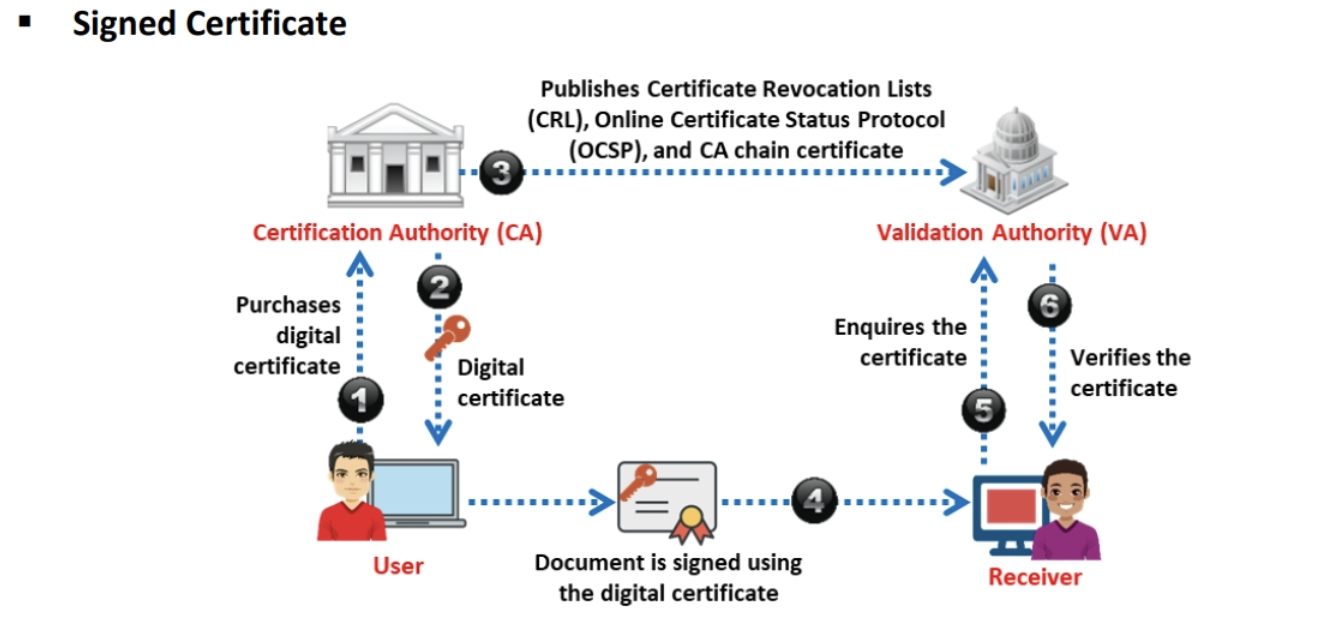 ▪ Signed Certificate
Publishes Certificate Revocation Lists
(CRL), Online Certificate Status Protocol
(OCSP), and CA chain certificate
3
Certification Authority (CA)
Validation Authority (VA)
Purchases
digital
certificate
1
2
Digital
certificate
Enquires the
certificate
5
6
Verifies the
certificate
4
User
Document is signed using
the digital certificate
Receiver